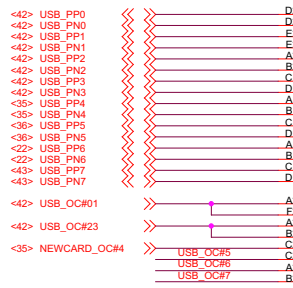 <42> USB_PP0 D
<42> USB_PN0 D
<42> USB_PP1 E
<42> USB_PN1 E
<42> USB_PP2 A
<42> USB_PN2 B
<42> USB_PP3 C
<42> USB_PN3 D
<35> USB_PP4 A
<35> USB_PN4 B
<36> USB_PP5 C
<36> USB_PN5 D
<22> USB_PP6 A
<22> USB_PN6 B
<43> USB_PP7 C
<43> USB_PN7 D
<42> USB_OC#01 A
F
<42> USB_OC#23 A
B
<35> NEWCARD_OC#4 C
USB_OC#5 C
USB_OC#6 A
USB_OC#7 B